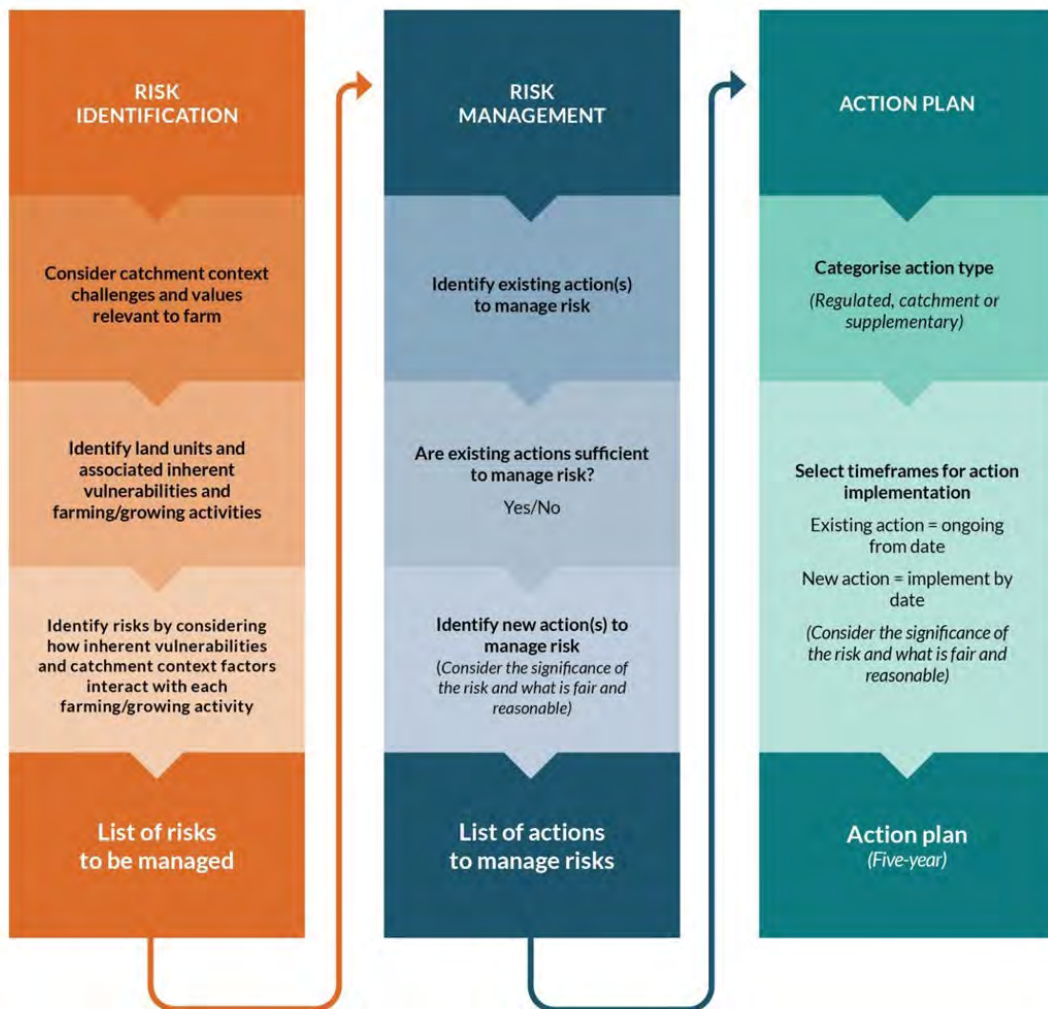 RISK
IDENTIFICATION
Consider catchment context
challenges and values
relevant to farm
Identify land units and
associated inherent
vulnerabilities and
farming/growing activities
Identify risks by considering
how inherent vulnerabilities
and catchment context factors
interact with each
farming/growing activity
List of risks
to be managed
RISK
MANAGEMENT
Identify existing action(s)
to manage risk
Are existing actions sufficient
to manage risk?
Yes/No
Identify new action(s) to
manage risk
(Consider the significance of
the risk and what is fair and
reasonable)
List of actions
to manage risks
ACTION PLAN
Categorise action type
(Regulated, catchment or
supplementary)
Select timeframes for action
implementation
Existing action = ongoing
from date
New action = implement by
date
(Consider the significance of
the risk and what is fair and
reasonable)
Action plan
(Five-year)